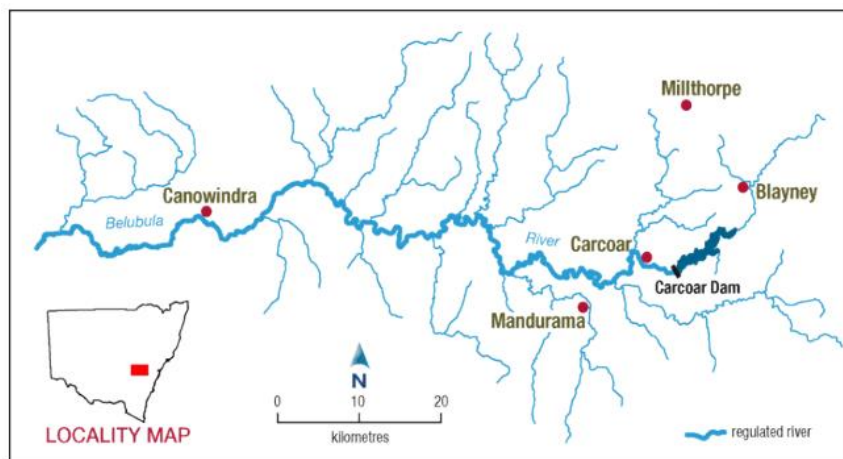 Millthorpe
Blayney
Canowindra
Belubula
River
Carcoar
Carcoar Dam
Mandurama
N
0 10 20
kilometres
LOCALITY MAP
regulated river